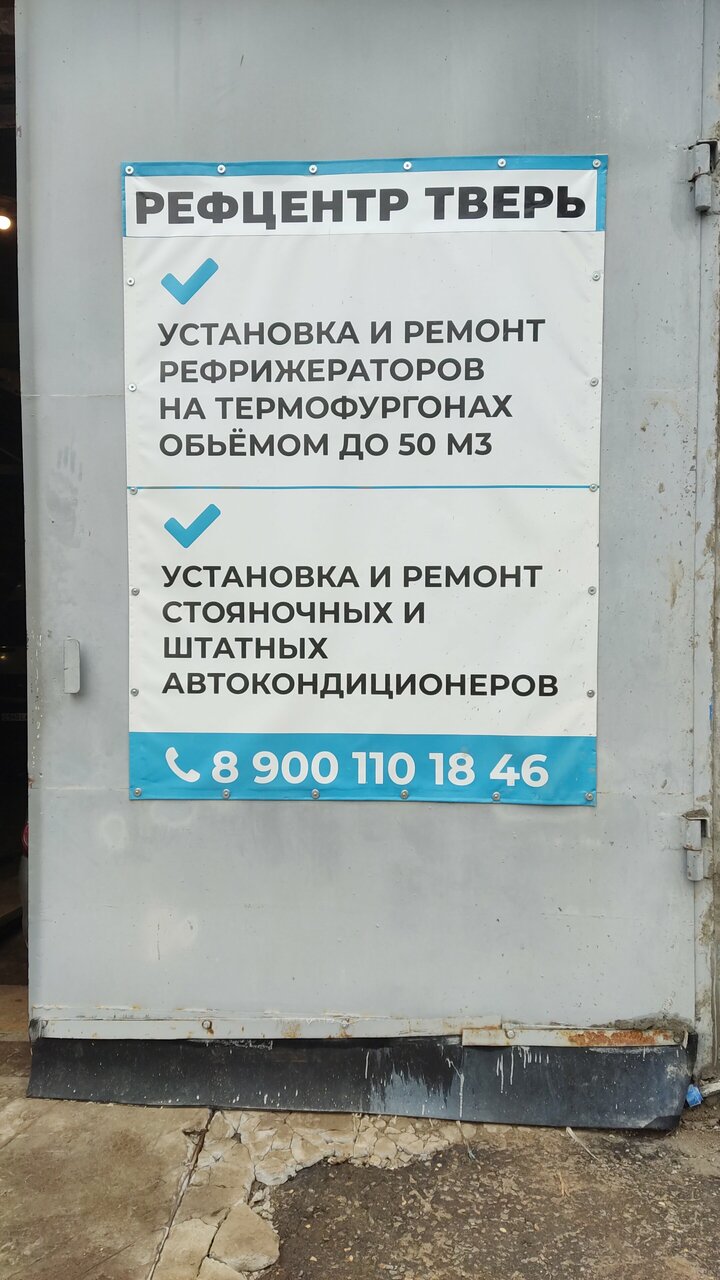 РЕФЦЕНТР ТВЕРЬ
УСТАНОВКА И РЕМОНТ
РЕФРИЖЕРАТОРОВ
НА ТЕРМОФУРГОНАХ
ОБЬЁМОМ ДО 50 М3
УСТАНОВКА И РЕМОНТ
СТОЯНОЧНЫХ И
ШТАТНЫХ
АВТОКОНДИЦИОНЕРОВ
8 900 110 18 46